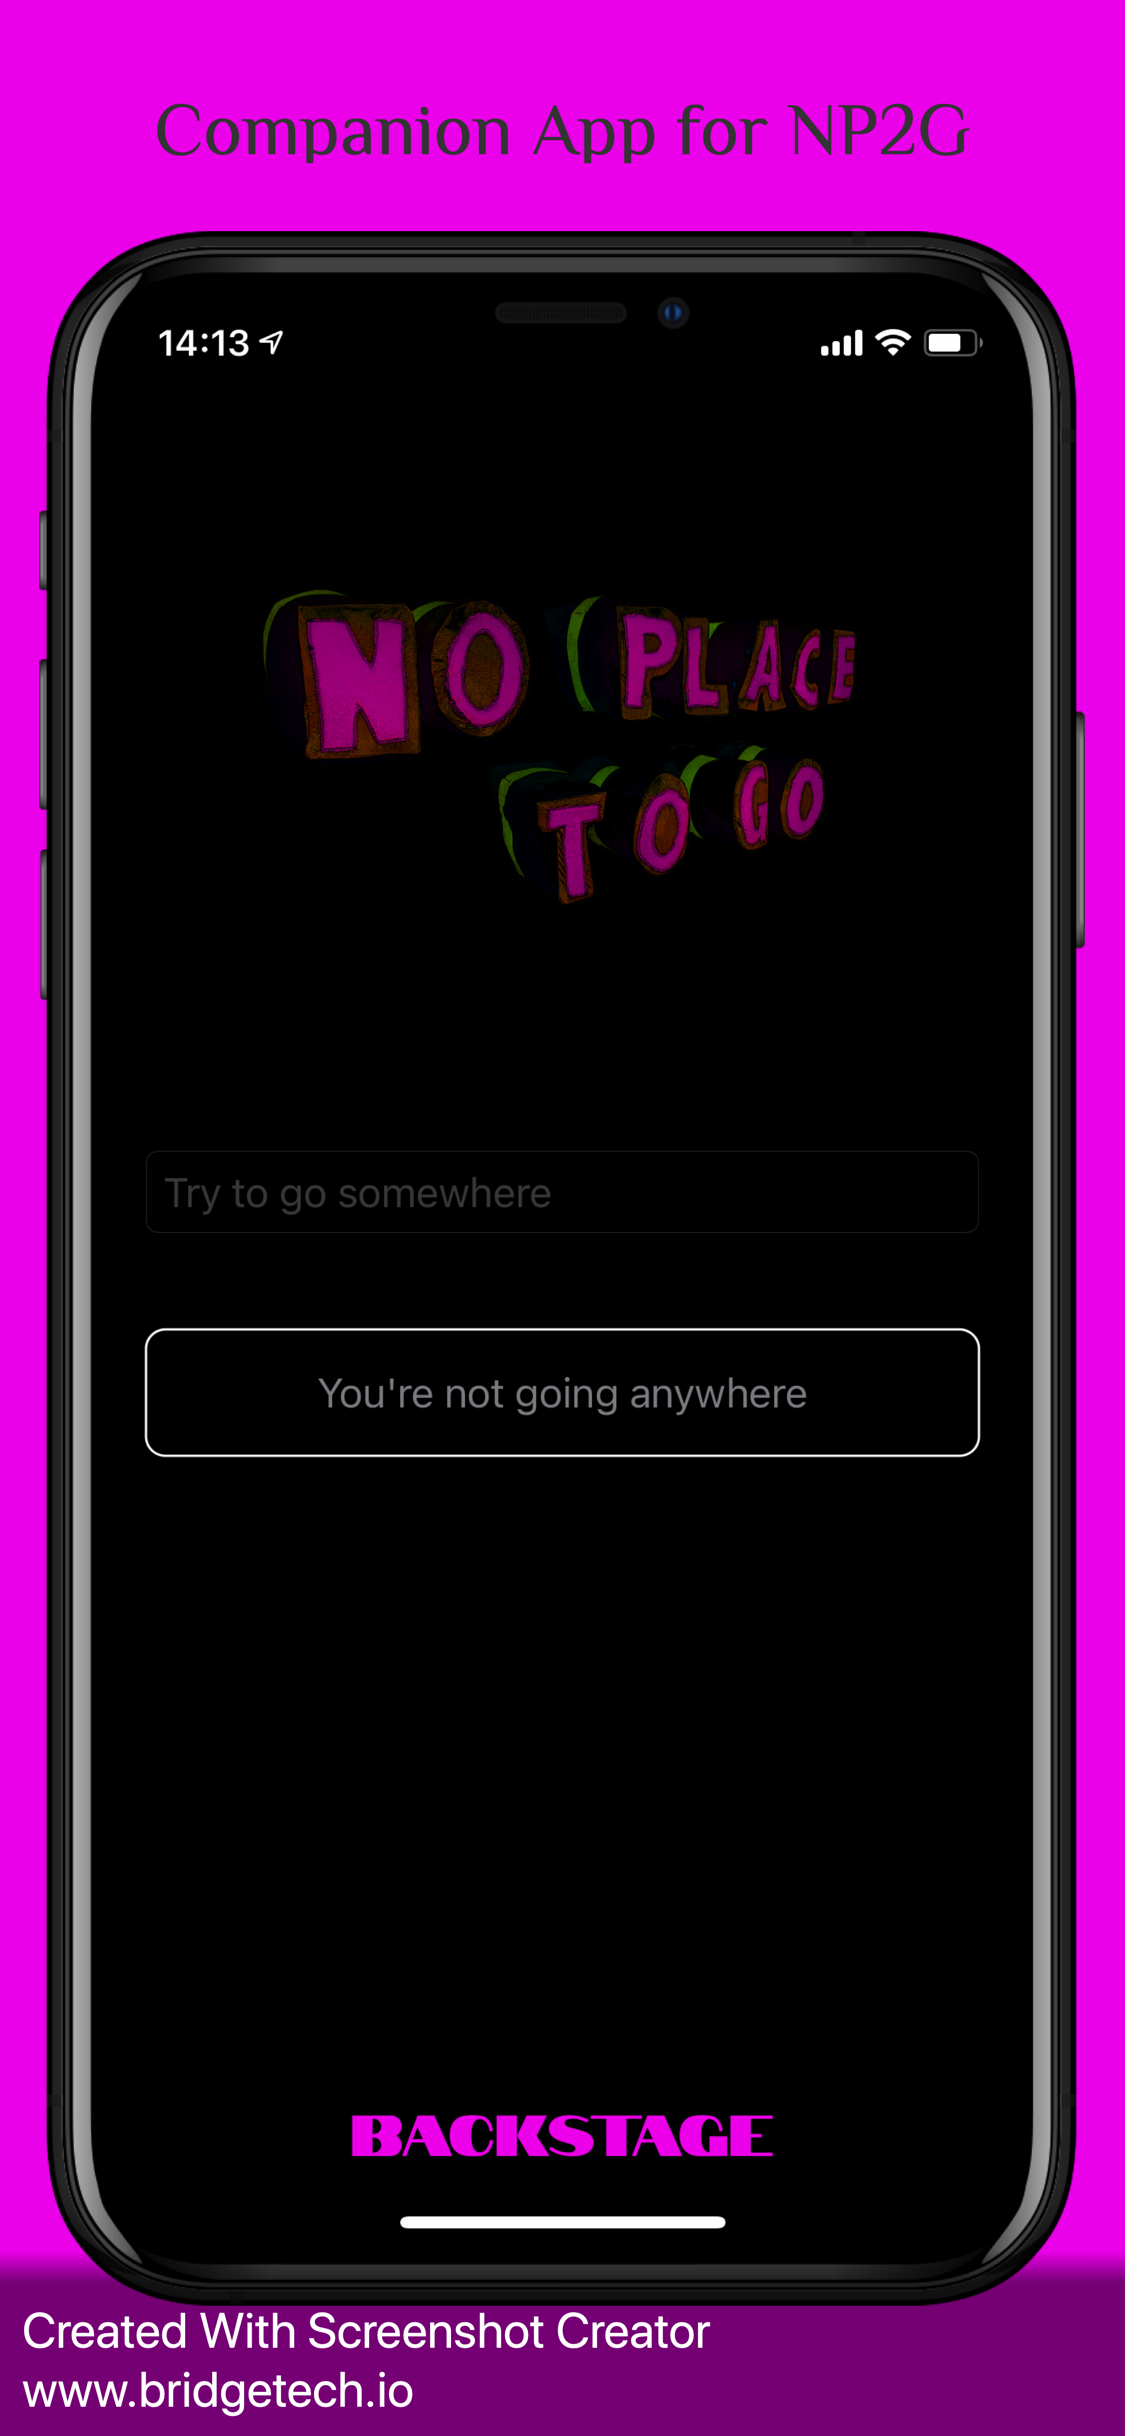 Companion App for NP2G
14:13
NO PLACE
TO GO
Try to go somewhere
You're not going anywhere
BACKSTAGE
Created With Screenshot Creator
www.bridgetech.io